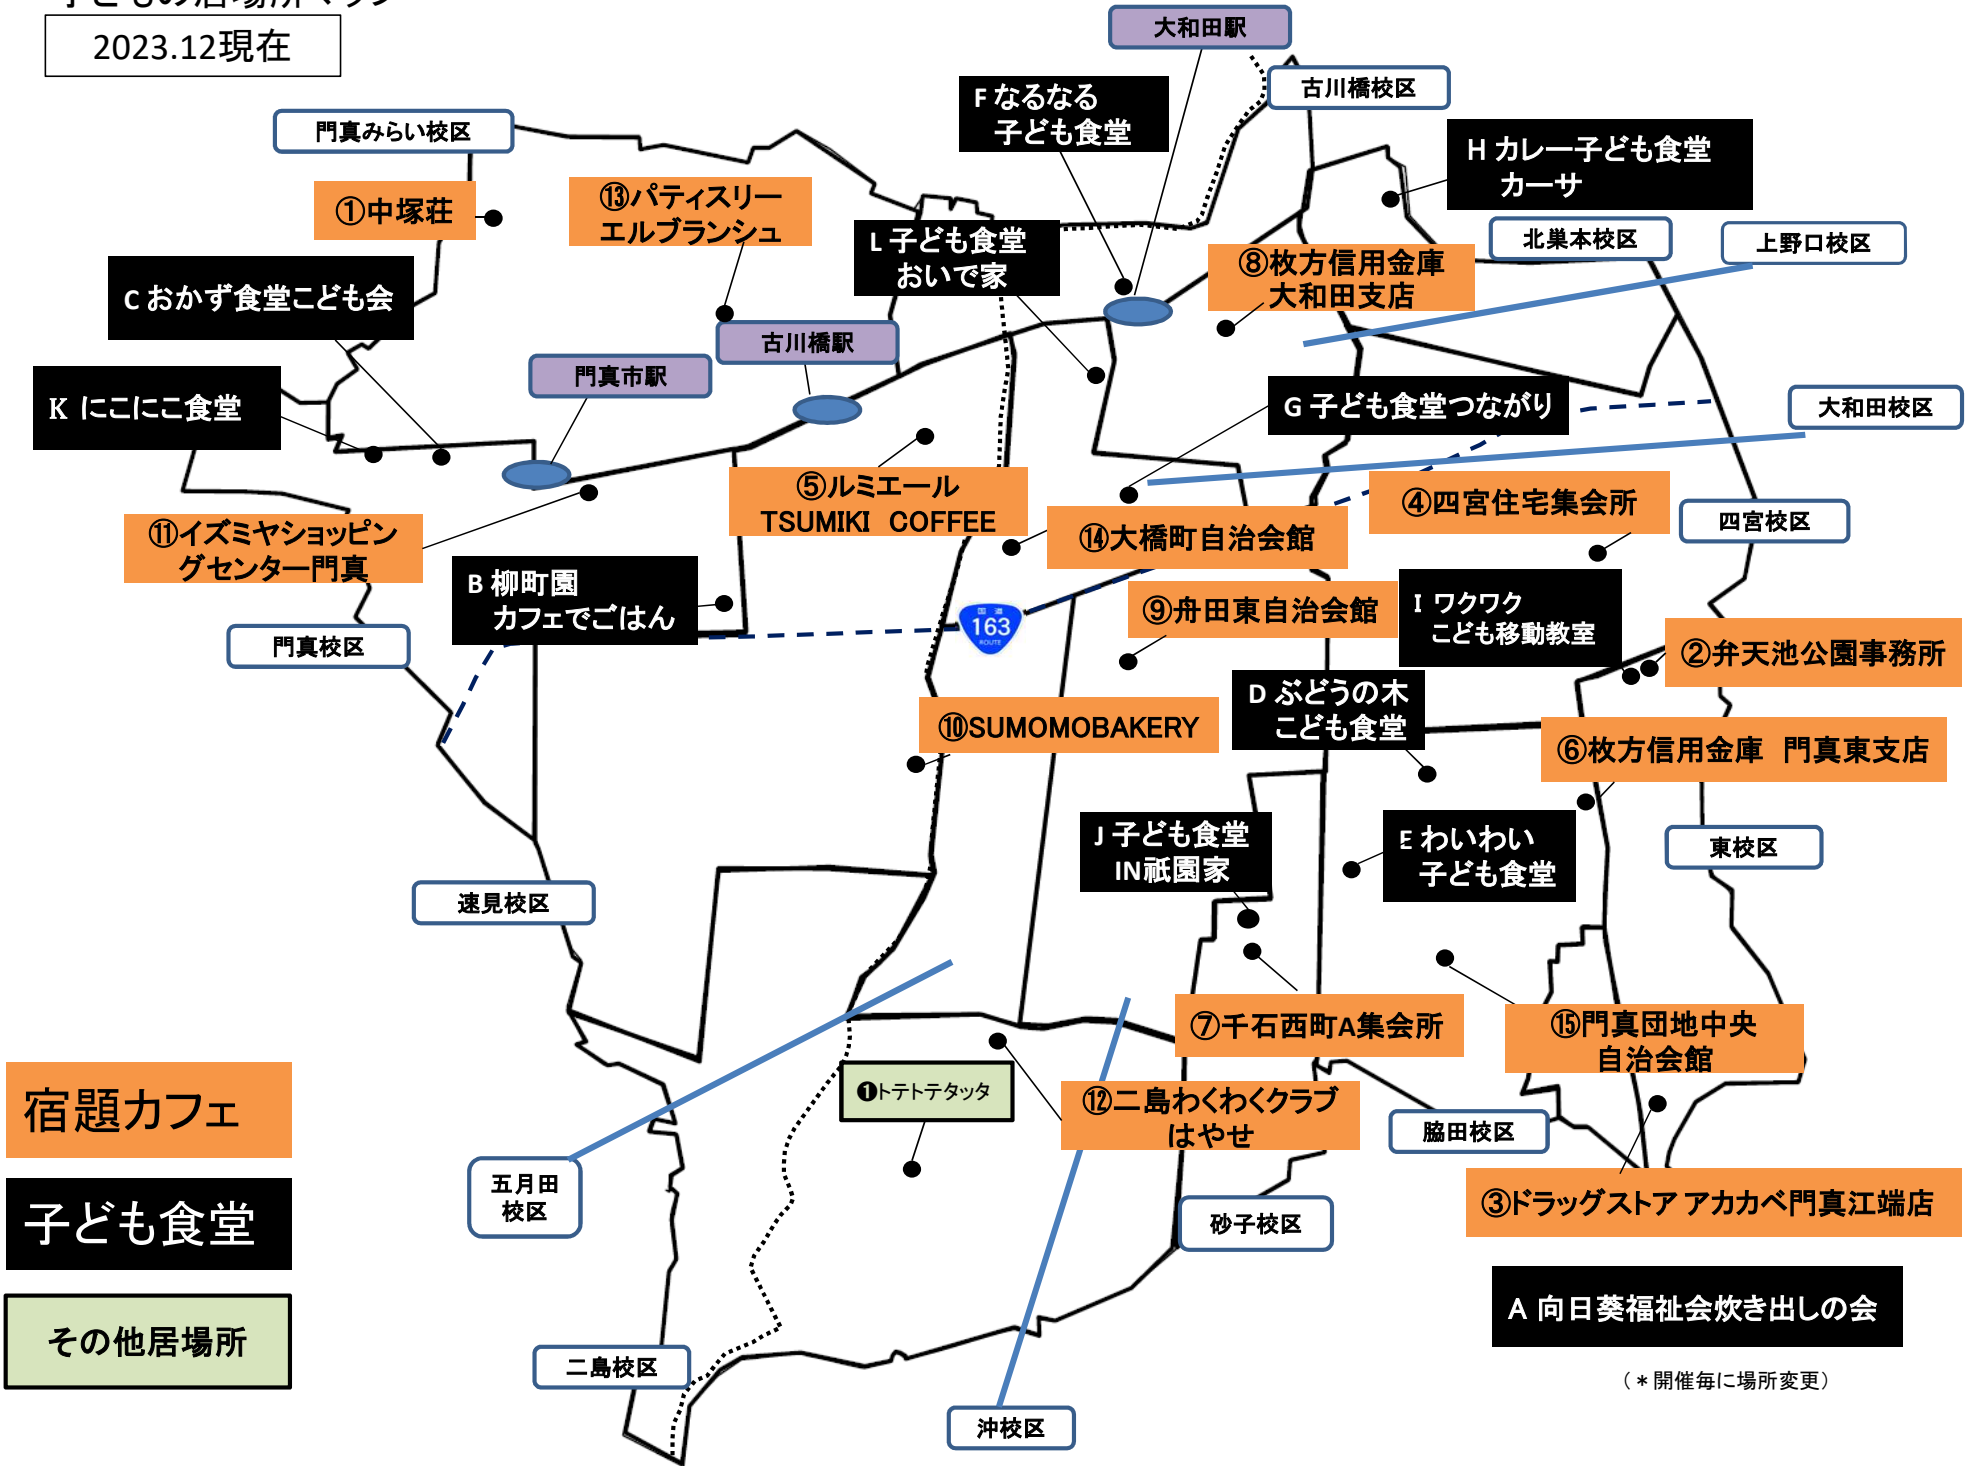 子どもの居場所マップ
2023.12現在
大和田駅
古川橋校区
F なるなる
子ども食堂
門真みらい校区
H カレー子ども食堂
カーサ
①中塚荘
⑬パティスリー
エルブランシュ
L 子ども食堂
おいで家
北巣本校区
上野口校区
⑧枚方信用金庫
大和田支店
C おかず食堂こども会
古川橋駅
門真市駅
K にこにこ食堂
G 子ども食堂つながり
大和田校区
⑤ルミエール
TSUMIKI COFFEE
④四宮住宅集会所
四宮校区
⑪イズミヤショッピン
グセンター門真
⑭大橋町自治会館
B 柳町園
カフェでごはん
国道
163
ROUTE
⑨舟田東自治会館
I ワクワク
こども移動教室
門真校区
②弁天池公園事務所
D ぶどうの木
こども食堂
⑩SUMOMOBAKERY
⑥枚方信用金庫 門真東支店
J 子ども食堂
IN祇園家
E わいわい
子ども食堂
東校区
速見校区
⑦千石西町A集会所
⑮門真団地中央
自治会館
❶トテトテタッタ
⑫二島わくわくクラブ
はやせ
脇田校区
宿題カフェ
五月田
校区
砂子校区
③ドラッグストア アカカベ門真江端店
子ども食堂
A 向日葵福祉会炊き出しの会
その他居場所
二島校区
（＊開催毎に場所変更）
沖校区